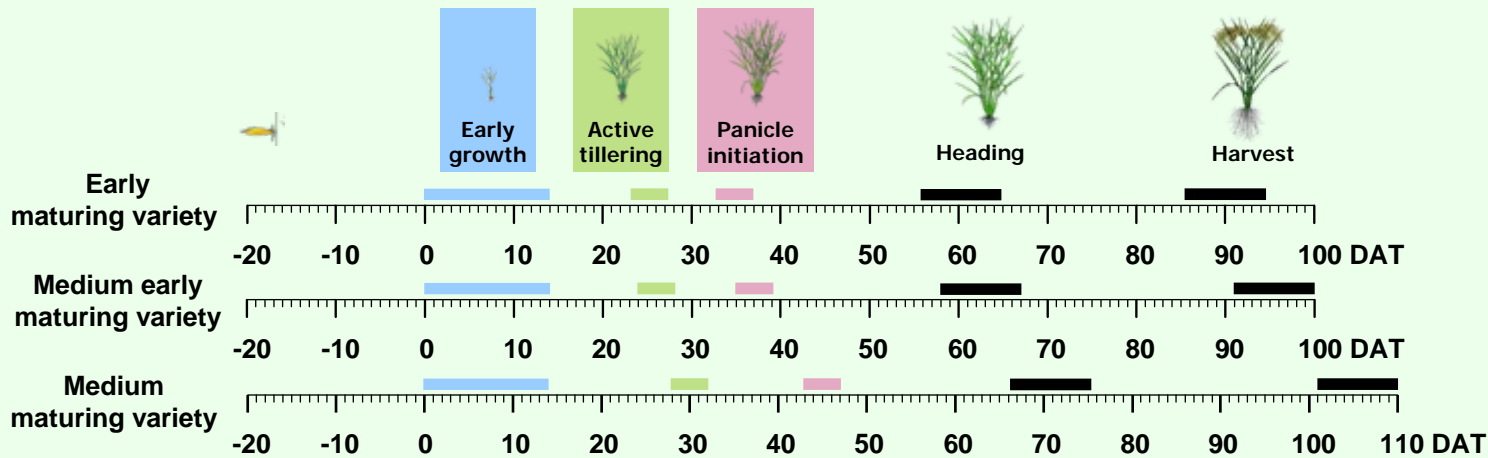 Early
growth
Active
tillering
Panicle
initiation
Heading
Harvest
Early
maturing variety
-20 -10 0 10 20 30 40 50 60 70 80 90 100 DAT
Medium early
maturing variety
-20 -10 0 10 20 30 40 50 60 70 80 90 100 DAT
Medium
maturing variety
-20 -10 0 10 20 30 40 50 60 70 80 90 100 110 DAT